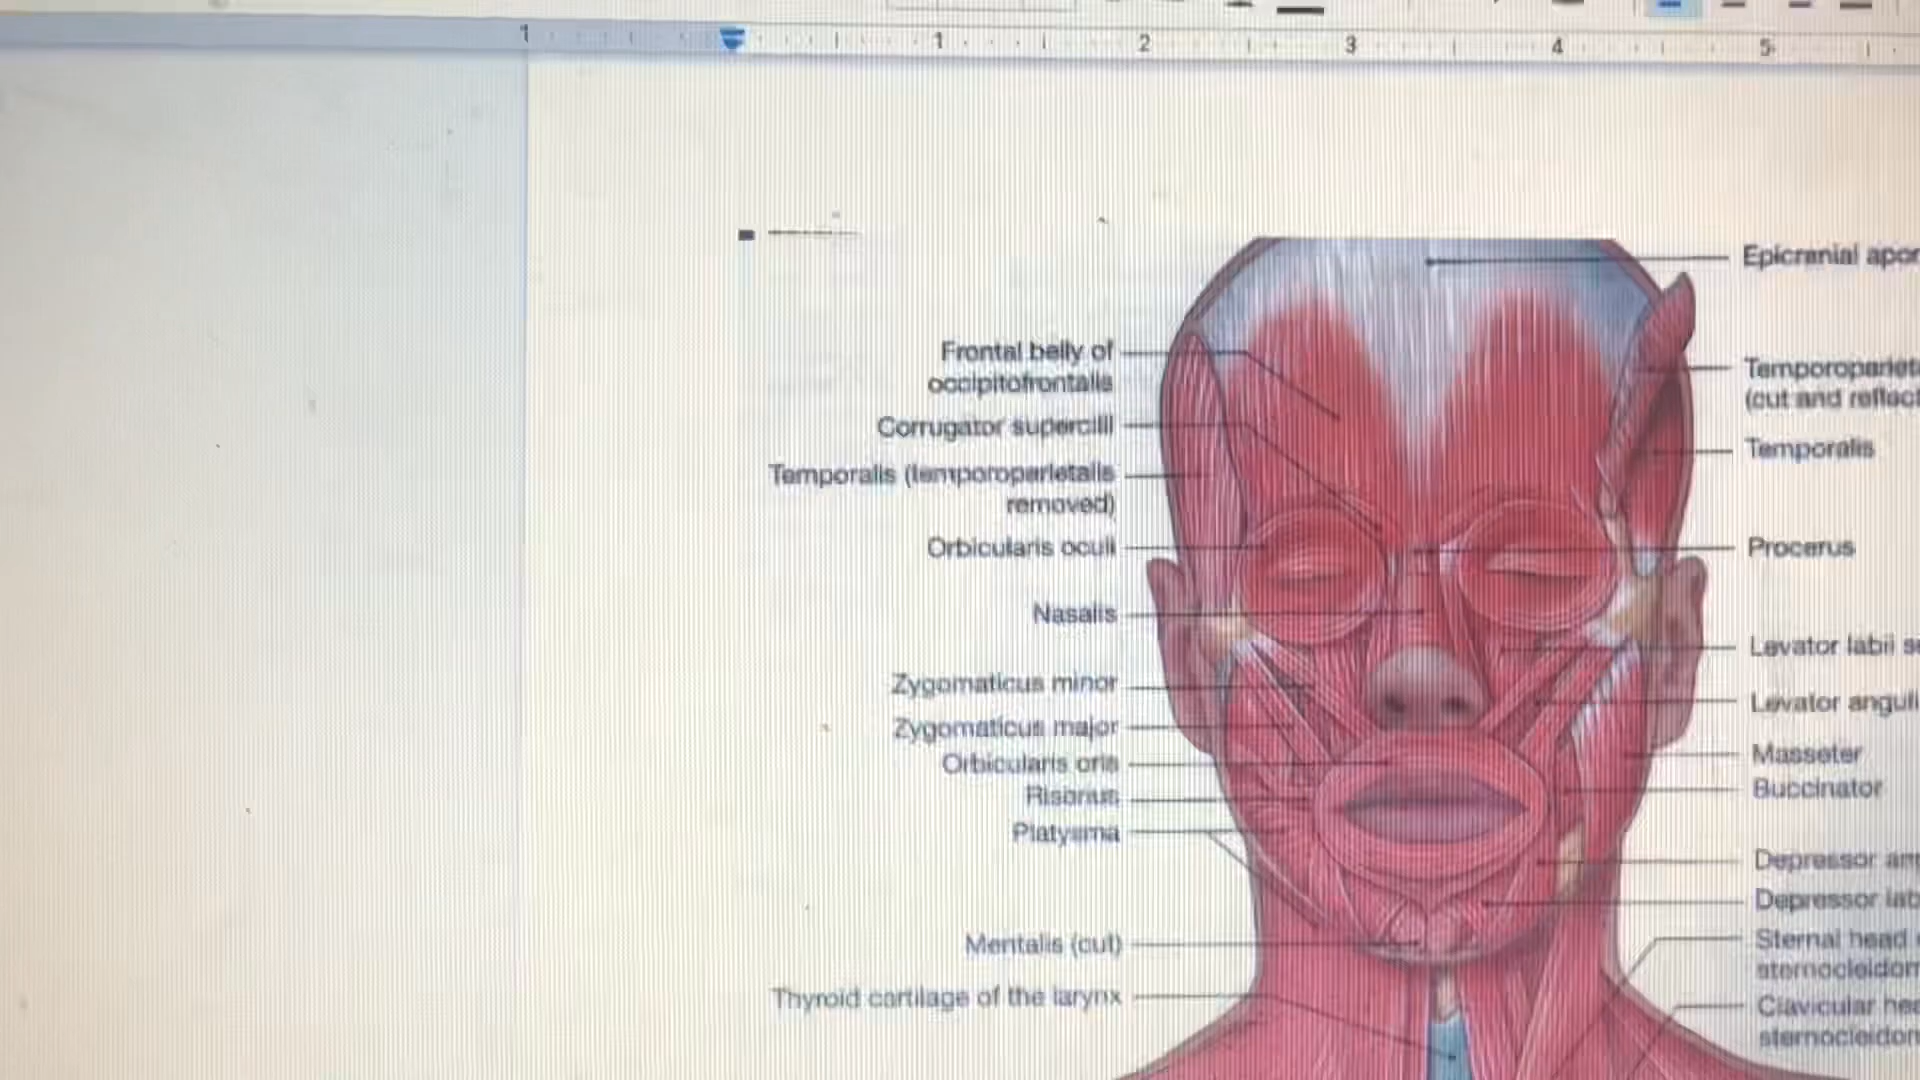 1 1 2 3 4 5
Epicranial apor
Frontal belly of
occipitofrontalis
Temporopariet
(cut and reflect
Corrugator supercilii
Temporalis
Temporalis (temporoparietalis
removed)
Orbicularis oculi
Procerus
Nasalis
Levator labii s
Zygomaticus minor
Levator anguli
Zygomaticus major
Masseter
Orbicularis oris
Buccinator
Risorius
Platysma
Depressor an
Depressor lab
Mentalis (cut)
Sternal head
sternocleidom
Thyroid cartilage of the larynx
Clavicular hea
sternocleidom